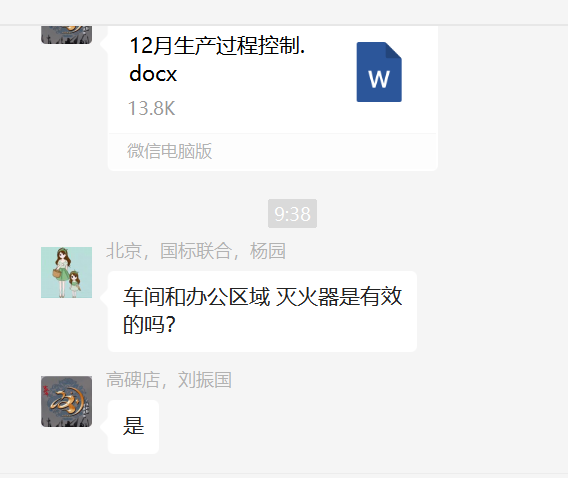 12月生产过程控制.
docx
13.8K
W
微信电脑版
9:38
北京，国标联合，杨园
车间和办公区域 灭火器是有效
的吗？
高碑店，刘振国
是